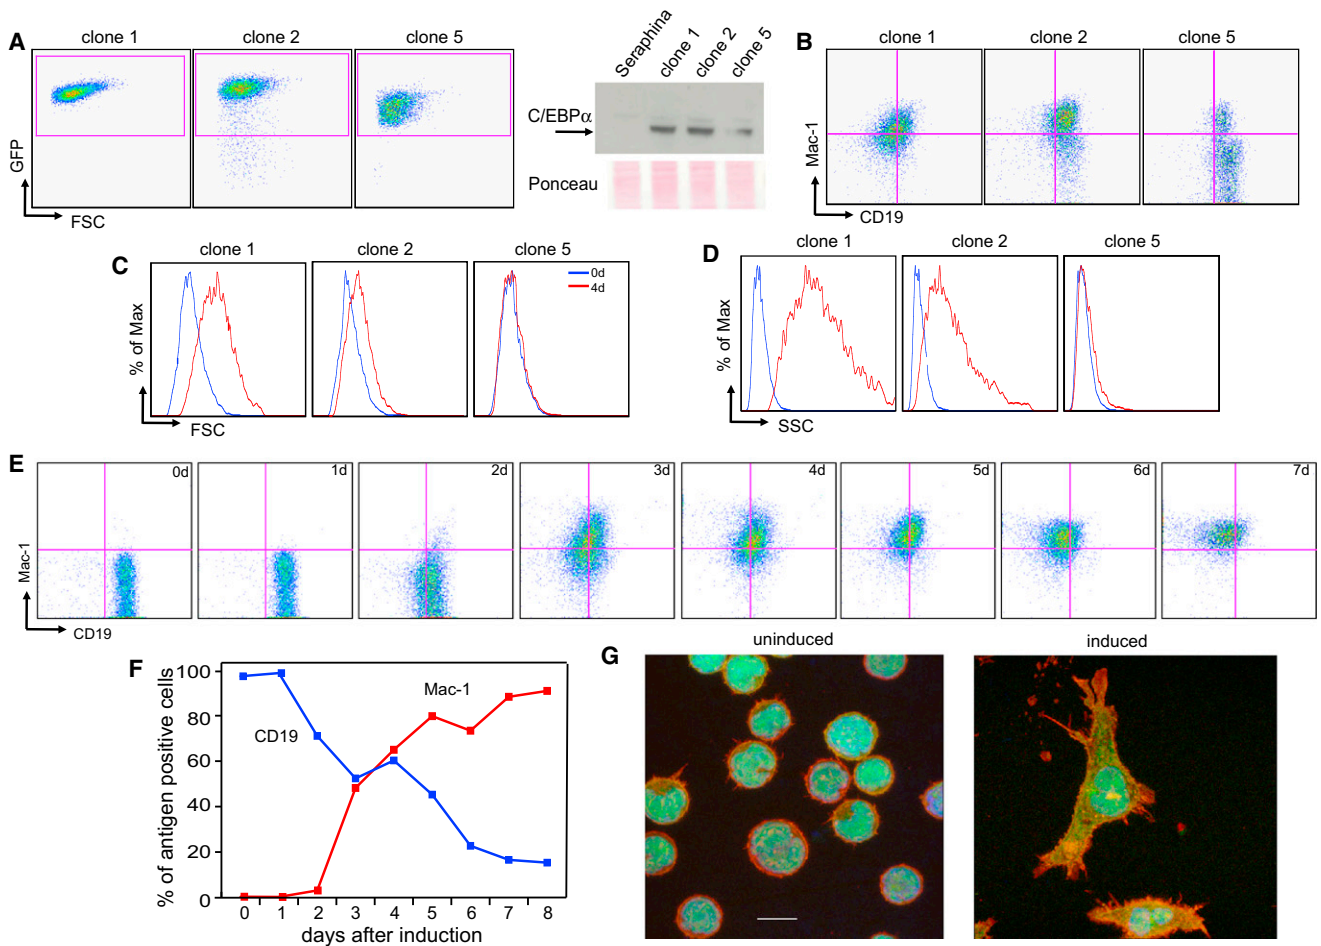 A
clone 1
clone 2
clone 5
GFP
FSC
Seraphina
clone 1
clone 2
clone 5
C/EBPα
Ponceau
B
clone 1
clone 2
clone 5
Mac-1
CD19
C
clone 1
clone 2
clone 5
0d
4d
% of Max
FSC
D
clone 1
clone 2
clone 5
% of Max
SSC
E
0d
1d
2d
3d
4d
5d
6d
7d
Mac-1
CD19
F
% of antigen positive cells
100
80
60
40
20
0
CD19
Mac-1
0 1 2 3 4 5 6 7 8
days after induction
G
uninduced
induced